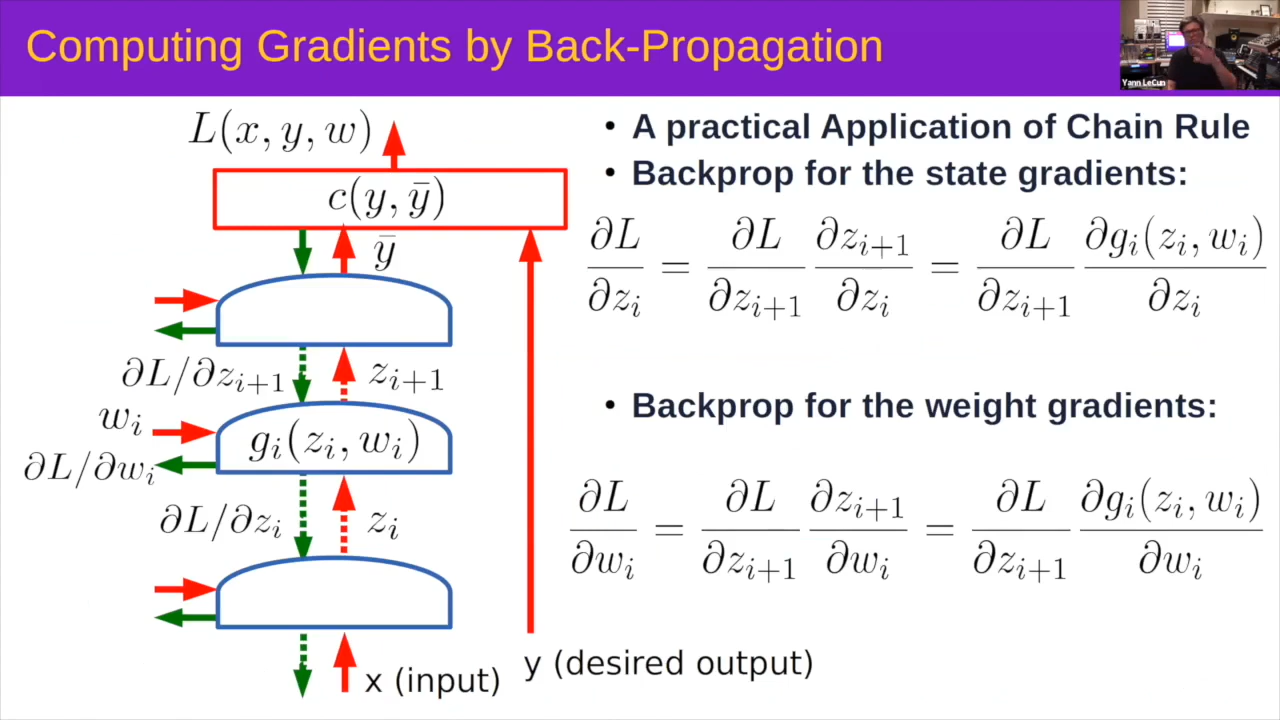 Computing Gradients by Back-Propagation
Yann LeCun
L(x, y, w)
c(y, ȳ)
ȳ
∂L/∂z_{i+1}
z_{i+1}
w_i
g_i(z_i, w_i)
∂L/∂w_i
∂L/∂z_i
z_i
x (input)
y (desired output)
• A practical Application of Chain Rule
• Backprop for the state gradients:
∂L/∂z_i = ∂L/∂z_{i+1} ∂z_{i+1}/∂z_i = ∂L/∂z_{i+1} ∂g_i(z_i, w_i)/∂z_i
• Backprop for the weight gradients:
∂L/∂w_i = ∂L/∂z_{i+1} ∂z_{i+1}/∂w_i = ∂L/∂z_{i+1} ∂g_i(z_i, w_i)/∂w_i